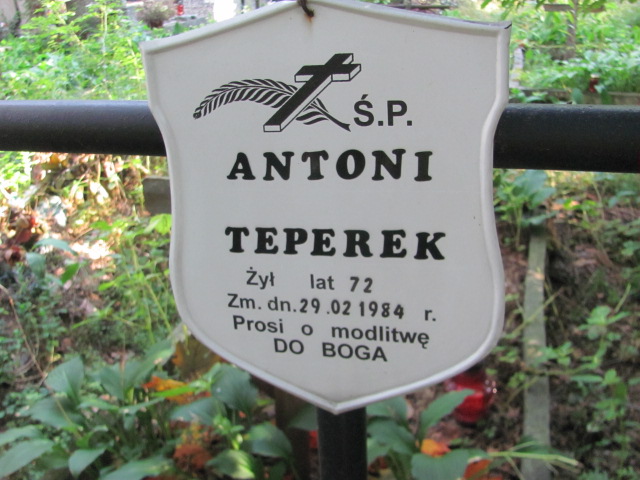 Ś.P.
ANTONI
TEPEREK
Żył lat 72
Zm. dn. 29.02 1984 r.
Prosi o modlitwę
DO BOGA